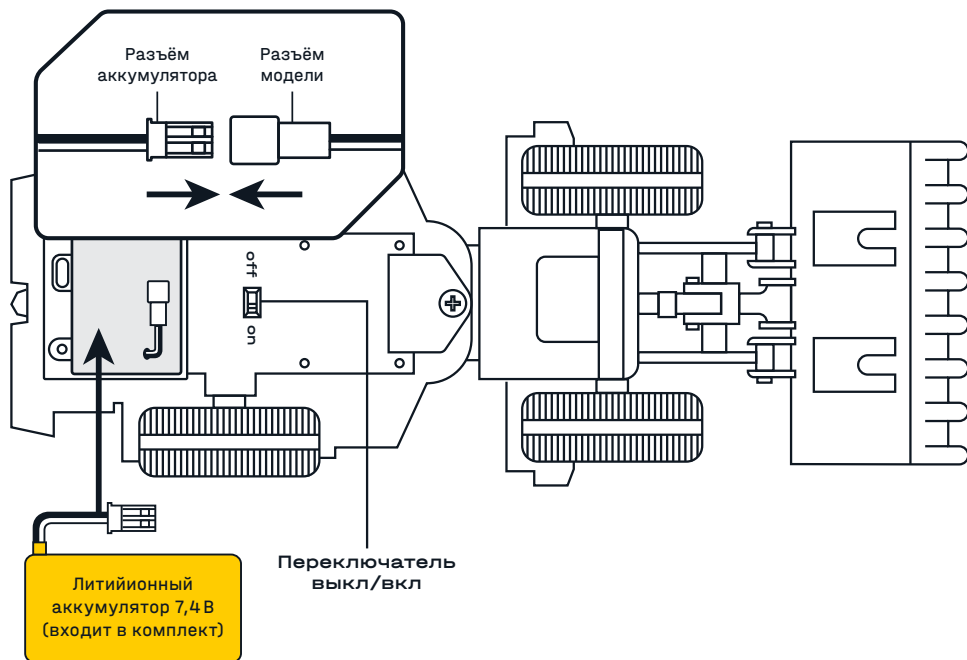 Разъём
аккумулятора
Разъём
модели
off
on
Переключатель
выкл/вкл
Литийионный
аккумулятор 7,4 В
(входит в комплект)